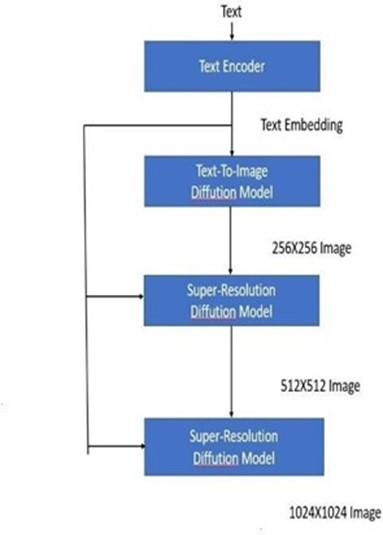 Text
Text Encoder
Text Embedding
Text-To-Image
Diffution Model
256X256 Image
Super-Resolution
Diffution Model
512X512 Image
Super-Resolution
Diffution Model
1024X1024 Image